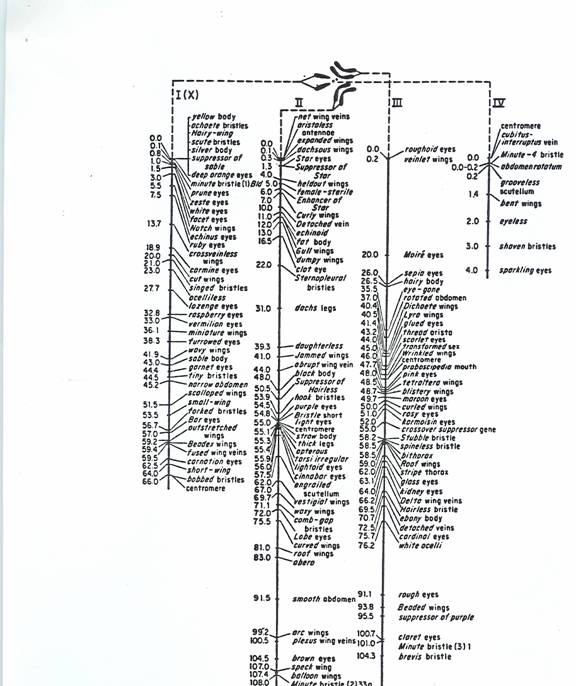 I (X)
0.0
0.1
0.8
1.0
1.5
3.0
5.5
7.5
13.7
18.9
20.0
21.0
23.0
27.7
32.8
33.0
36.1
38.3
41.9
43.0
44.4
44.5
45.2
51.5
53.5
56.7
57.0
59.2
59.4
59.5
62.5
64.0
66.0
yellow body
achaete bristles
Hairy-wing
scute bristles
silver body
suppressor of
sable
deep orange eyes
minute bristle (1) Bld
prune eyes
zeste eyes
white eyes
facet eyes
Notch wings
echinus eyes
ruby eyes
crossveinless
wings
carmine eyes
cut wings
singed bristles
ocelliless
lozenge eyes
raspberry eyes
vermilion eyes
miniature wings
furrowed eyes
wavy wings
sable body
garnet eyes
tiny bristles
narrow abdomen
scalloped wings
small-wing
forked bristles
Bar eyes
outstretched
wings
Beadex wings
fused wing veins
carnation eyes
short-wing
bobbed bristles
centromere
II
0.0
0.1
0.3
1.3
4.0
5.0
6.0
7.0
10.0
11.0
12.0
13.0
16.5
22.0
31.0
39.3
41.0
44.0
48.0
50.5
53.9
54.5
54.8
55.0
55.1
55.3
55.4
55.9
56.0
57.5
62.0
67.0
69.7
71.1
72.0
75.5
81.0
83.0
91.5
99.2
100.5
104.5
107.0
107.4
108.0
net wing veins
aristaless
antennae
expanded wings
dachsous wings
Star eyes
Suppressor of
Star
heldout wings
female-sterile
Enhancer of
Star
Curly wings
Detached vein
echinoid
fat body
Gull wings
dumpy wings
clot eye
Sternopleural
bristles
dachs legs
daughterless
Jammed wings
abrupt wing vein
black body
Suppressor of
Hairless
hook bristles
purple eyes
Bristle short
light eyes
centromere
straw body
thick legs
apterous
tarsi irregular
lightoid eyes
cinnabar eyes
engrailed
scutellum
vestigial wings
waxy wings
comb-gap
bristles
Lobe eyes
curved wings
roof wings
abero
smooth abdomen
arc wings
plexus wing veins
brown eyes
speck wing
balloon wings
Minute bristle (2) 33a
III
0.0
0.2
20.0
26.0
26.5
35.5
37.0
40.4
40.5
41.4
43.2
44.0
45.0
46.0
47.7
48.0
48.5
48.7
49.7
50.0
51.0
52.0
55.0
58.2
58.5
58.5
59.0
62.0
63.1
64.0
66.2
69.5
70.7
72.5
75.7
76.2
91.1
93.8
95.5
100.7
101.0
104.3
roughoid eyes
veinlet wings
Moiré eyes
sepia eyes
hairy body
eye-gone
rotated abdomen
Dichaete wings
Lyra wings
glued eyes
thread arista
scarlet eyes
transformed sex
Wrinkled wings
centromere
proboscipedia mouth
pink eyes
tetraltera wings
blistery wings
maroon eyes
curled wings
rosy eyes
karmoisin eyes
crossover suppressor gene
Stubble bristle
spineless bristle
bithorax
Roof wings
stripe thorax
glass eyes
kidney eyes
Delta wing veins
Hairless bristle
ebony body
detached veins
cardinal eyes
white ocelli
rough eyes
Beaded wings
suppressor of purple
claret eyes
Minute bristle (3) 1
brevis bristle
IV
0.0
0.0-0.2
0.2
1.4
2.0
3.0
4.0
centromere
cubitus-
interruptus vein
Minute-4 bristle
abdomen rotatum
grooveless
scutellum
bent wings
eyeless
shaven bristles
sparkling eyes